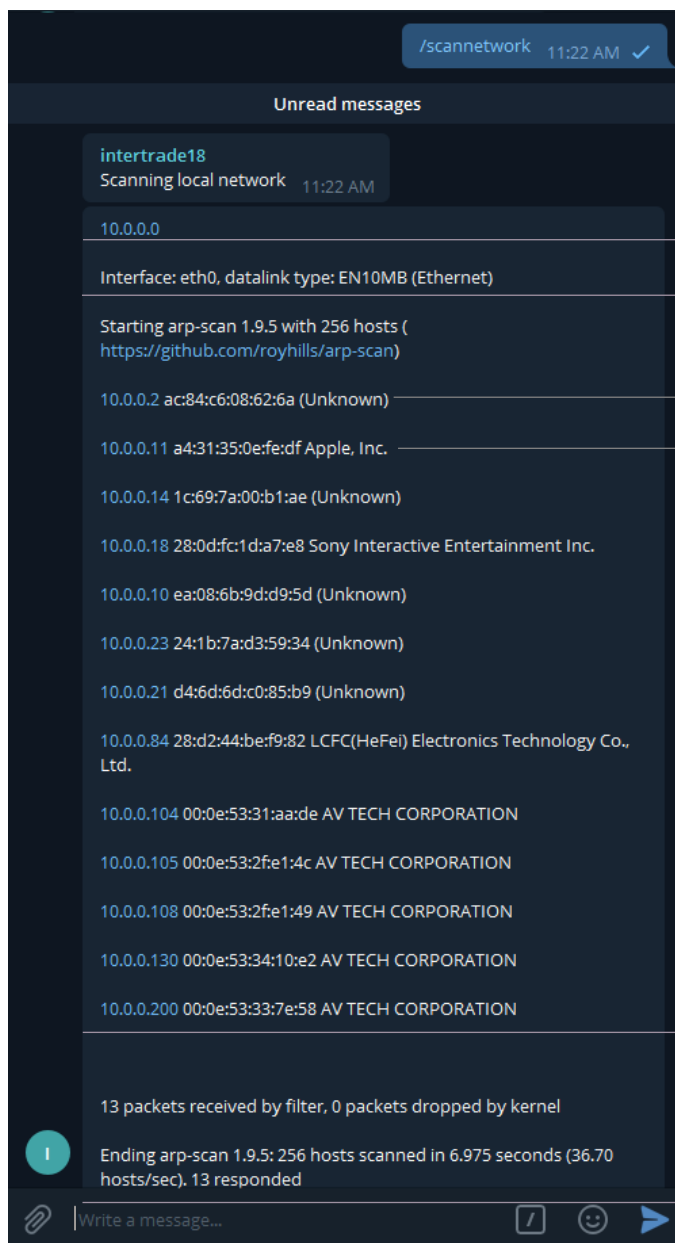 /scannetwork 11:22 AM
Unread messages
intertrade18
Scanning local network 11:22 AM
10.0.0.0
Interface: eth0, datalink type: EN10MB (Ethernet)
Starting arp-scan 1.9.5 with 256 hosts (
https://github.com/royhills/arp-scan)
10.0.0.2 ac:84:c6:08:62:6a (Unknown)
10.0.0.11 a4:31:35:0e:fe:df Apple, Inc.
10.0.0.14 1c:69:7a:00:b1:ae (Unknown)
10.0.0.18 28:0d:fc:1d:a7:e8 Sony Interactive Entertainment Inc.
10.0.0.10 ea:08:6b:9d:d9:5d (Unknown)
10.0.0.23 24:1b:7a:d3:59:34 (Unknown)
10.0.0.21 d4:6d:6d:c0:85:b9 (Unknown)
10.0.0.84 28:d2:44:be:f9:82 LCFC(HeFei) Electronics Technology Co.,
Ltd.
10.0.0.104 00:0e:53:31:aa:de AV TECH CORPORATION
10.0.0.105 00:0e:53:2f:e1:4c AV TECH CORPORATION
10.0.0.108 00:0e:53:2f:e1:49 AV TECH CORPORATION
10.0.0.130 00:0e:53:34:10:e2 AV TECH CORPORATION
10.0.0.200 00:0e:53:33:7e:58 AV TECH CORPORATION
13 packets received by filter, 0 packets dropped by kernel
I
Ending arp-scan 1.9.5: 256 hosts scanned in 6.975 seconds (36.70
hosts/sec). 13 responded
Write a message...